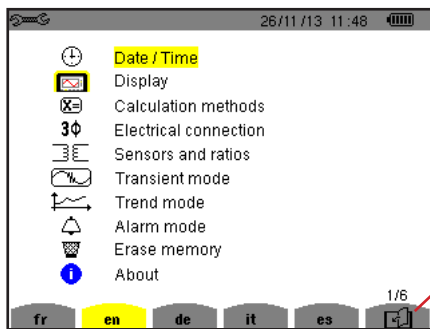 26/11/13 11:48
Date / Time
Display
X= Calculation methods
3ϕ Electrical connection
Sensors and ratios
Transient mode
Trend mode
Alarm mode
Erase memory
i About
1/6
fr en de it es